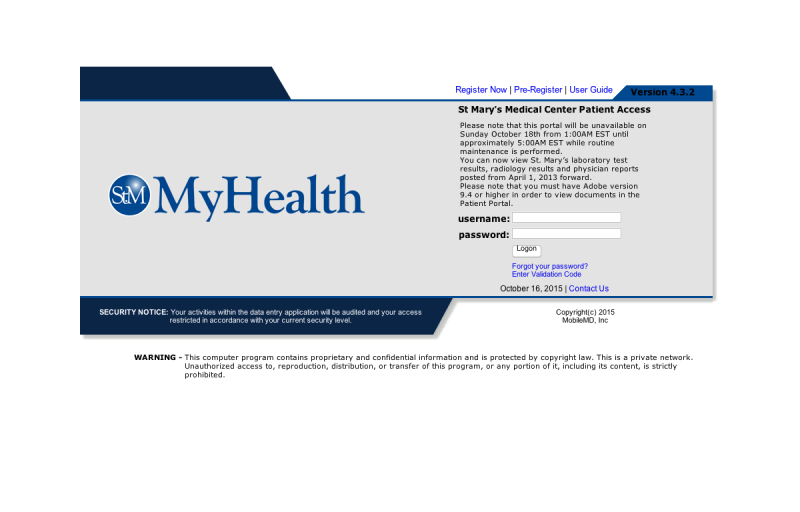 Register Now | Pre-Register | User Guide
Version 4.3.2
St Mary's Medical Center Patient Access
Please note that this portal will be unavailable on
Sunday October 18th from 1:00AM EST until
approximately 5:00AM EST while routine
maintenance is performed.
You can now view St. Mary's laboratory test
results, radiology results and physician reports
posted from April 1, 2013 forward.
Please note that you must have Adobe version
9.4 or higher in order to view documents in the
Patient Portal.
StM MyHealth
username:
password:
Logon
Forgot your password?
Enter Validation Code
October 16, 2015 | Contact Us
SECURITY NOTICE: Your activities within the data entry application will be audited and your access
restricted in accordance with your current security level.
Copyright(c) 2015
MobileMD, Inc
WARNING - This computer program contains proprietary and confidential information and is protected by copyright law. This is a private network.
Unauthorized access to, reproduction, distribution, or transfer of this program, or any portion of it, including its content, is strictly
prohibited.